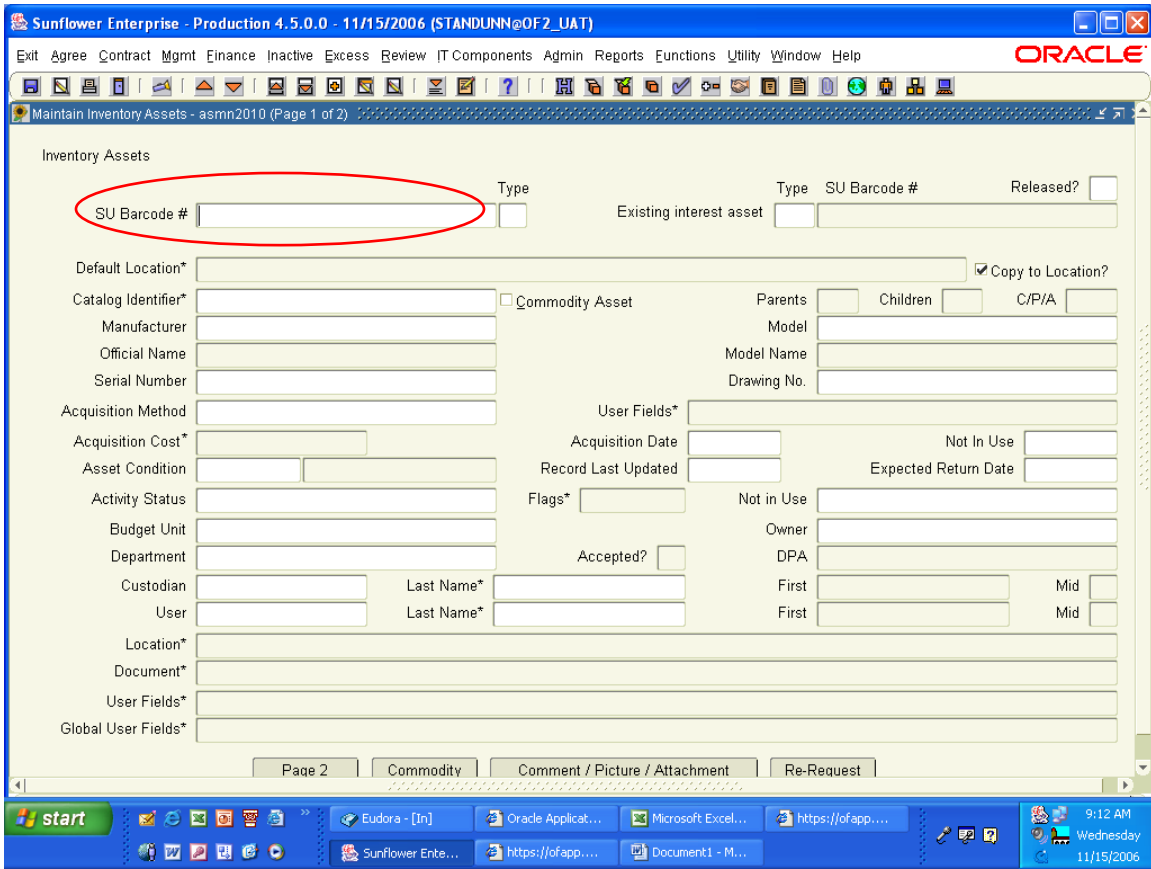 Sunflower Enterprise - Production 4.5.0.0 - 11/15/2006 (STANDUNN@OF2_UAT)
Exit Agree Contract Mgmt Finance Inactive Excess Review IT Components Admin Reports Functions Utility Window Help ORACLE
Maintain Inventory Assets - asmn2010 (Page 1 of 2)
Inventory Assets
Type Type SU Barcode # Released?
SU Barcode # Existing interest asset
Default Location* Copy to Location?
Catalog Identifier* Commodity Asset Parents Children C/P/A
Manufacturer Model
Official Name Model Name
Serial Number Drawing No.
Acquisition Method User Fields*
Acquisition Cost* Acquisition Date Not In Use
Asset Condition Record Last Updated Expected Return Date
Activity Status Flags* Not in Use
Budget Unit Owner
Department Accepted? DPA
Custodian Last Name* First Mid
User Last Name* First Mid
Location*
Document*
User Fields*
Global User Fields*
Page 2 Commodity Comment / Picture / Attachment Re-Request
start Eudora - [In] Oracle Applicat... Microsoft Excel... https://ofapp.... 9:12 AM
Wednesday
Sunflower Ente... https://ofapp.... Document1 - M... 11/15/2006